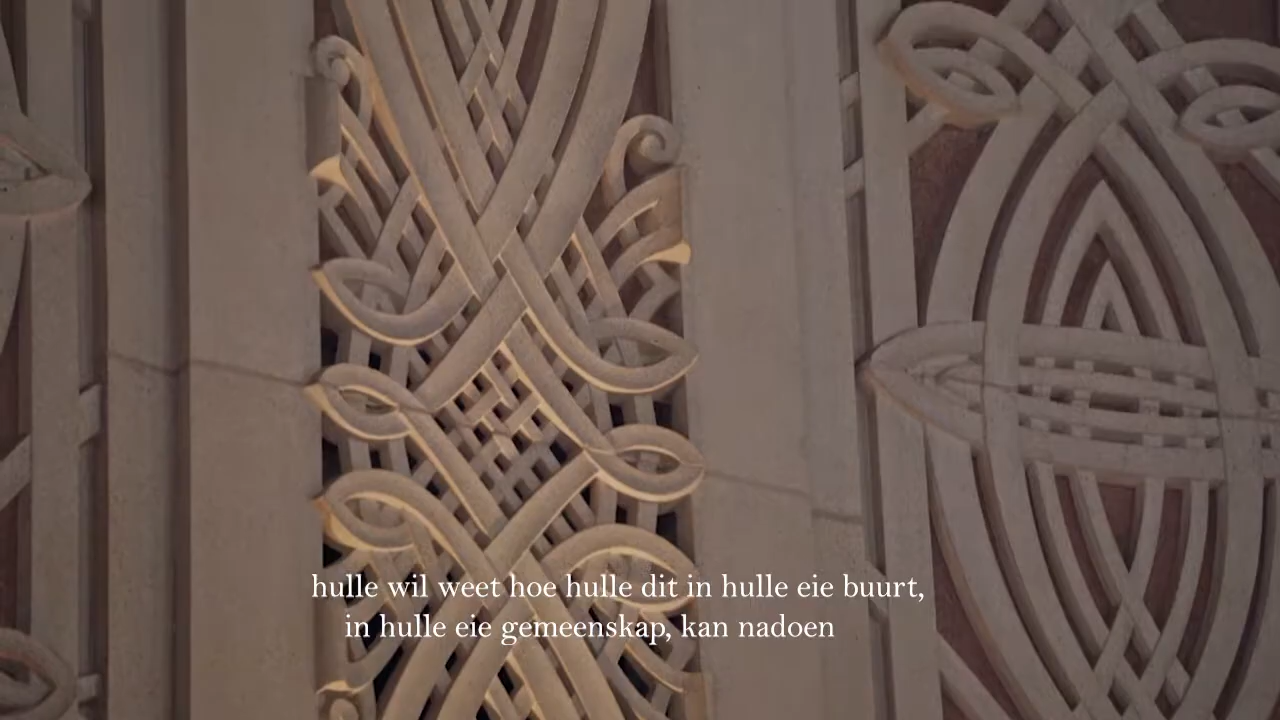 hulle wil weet hoe hulle dit in hulle eie buurt,
in hulle eie gemeenskap, kan nadoen